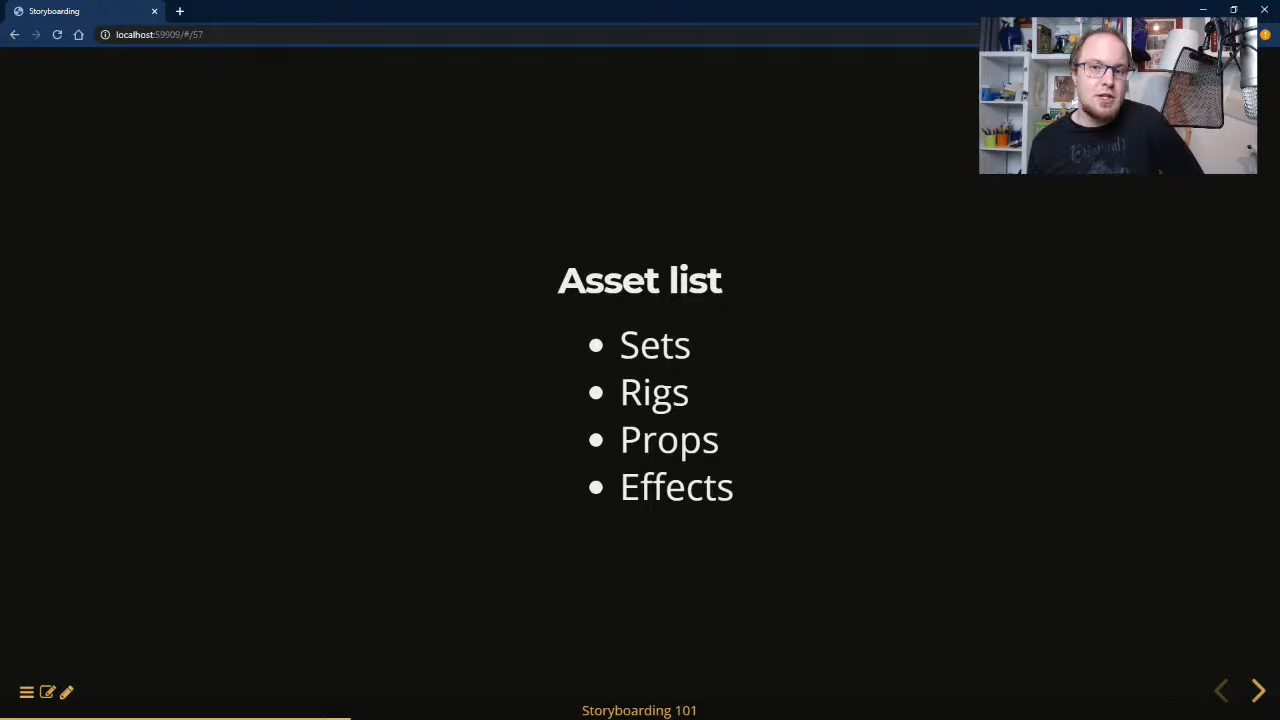 Storyboarding
localhost:59909/#/57
Asset list
Sets
Rigs
Props
Effects
Storyboarding 101